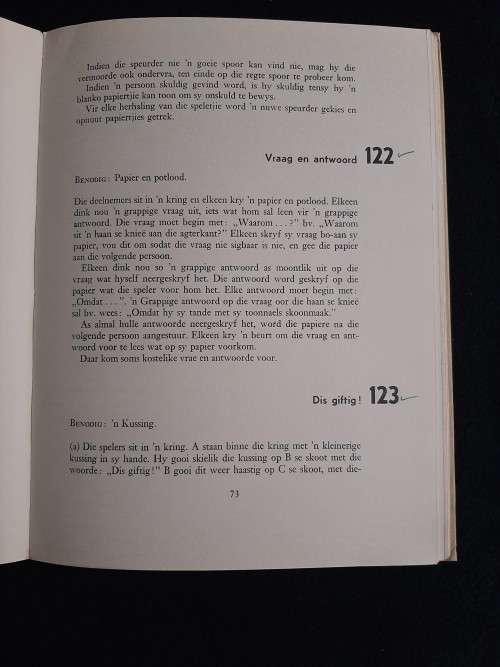 Indien die speurder nie 'n goeie spoor kan vind nie, mag hy die
vermoorde ook ondervra, ten einde op die regte spoor te probeer kom.
Indien 'n persoon skuldig gevind word, is hy skuldig tensy hy 'n
blanko papiertjie kan toon om sy onskuld te bewys.
Vir elke herhaling van die speletjie word 'n nuwe speurder gekies en
opnuut papiertjies getrek.
Vraag en antwoord 122
BENODIG: Papier en potlood.
Die deelnemers sit in 'n kring en elkeen kry 'n papier en potlood. Elkeen
dink nou 'n grappige vraag uit, iets wat hom sal leen vir 'n grappige
antwoord. Die vraag moet begin met: „Waarom . . .?” bv. „Waarom
sit 'n haan se knieë aan die agterkant?” Elkeen skryf sy vraag bo-aan sy
papier, vou dit om sodat die vraag nie sigbaar is nie, en gee die papier
aan die volgende persoon.
Elkeen dink nou so 'n grappige antwoord as moontlik uit op die
vraag wat hyself neergeskryf het. Die antwoord word geskryf op die
papier wat die speler voor hom het. Elke antwoord moet begin met:
„Omdat . . .”. 'n Grappige antwoord op die vraag oor die haan se knieë
sal bv. wees: „Omdat hy sy tande met sy toonnaels skoonmaak.”
As almal hulle antwoorde neergeskryf het, word die papiere na die
volgende persoon aangestuur. Elkeen kry 'n beurt om die vraag en ant-
woord voor te lees wat op sy papier voorkom.
Daar kom soms kostelike vrae en antwoorde voor.
Dis giftig! 123
BENODIG: 'n Kussing.
(a) Die spelers sit in 'n kring. A staan binne die kring met 'n kleinerige
kussing in sy hande. Hy gooi skielik die kussing op B se skoot, met die
woorde: „Dis giftig!” B gooi dit weer haastig op C se skoot, met die-
73